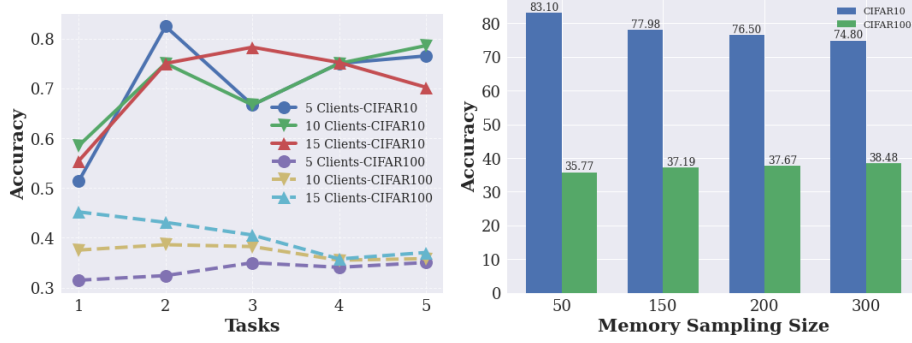 0.8
0.7
0.6
0.5
0.4
0.3
Accuracy
1 2 3 4 5
Tasks
5 Clients-CIFAR10
10 Clients-CIFAR10
15 Clients-CIFAR10
5 Clients-CIFAR100
10 Clients-CIFAR100
15 Clients-CIFAR100
80
70
60
50
40
30
20
10
0
Accuracy
83.10
77.98
76.50
74.80
35.77
37.19
37.67
38.48
CIFAR10
CIFAR100
50 150 200 300
Memory Sampling Size